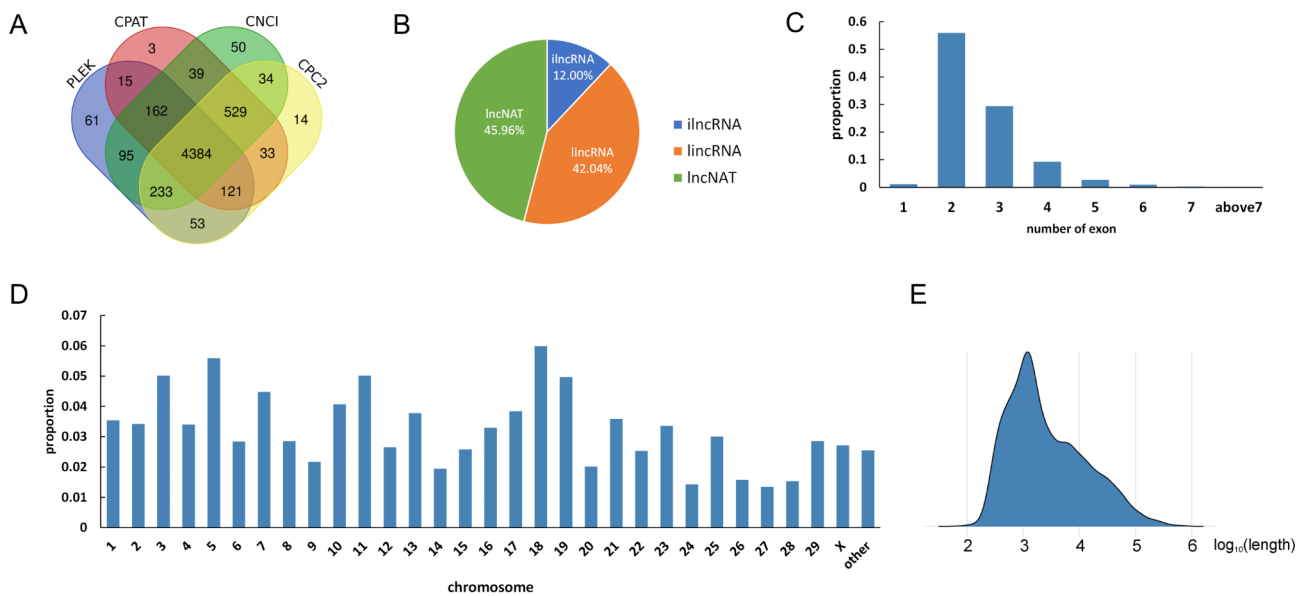 A
CPAT
CNCI
PLEK
CPC2
3
50
15
39
34
61
162
529
14
95
4384
33
233
121
53
B
ilncRNA
12.00%
lncNAT
45.96%
lincRNA
42.04%
ilncRNA
lincRNA
lncNAT
C
proportion
0.6
0.5
0.4
0.3
0.2
0.1
0
1 2 3 4 5 6 7 above7
number of exon
D
proportion
0.07
0.06
0.05
0.04
0.03
0.02
0.01
0
1 2 3 4 5 6 7 8 9 10 11 12 13 14 15 16 17 18 19 20 21 22 23 24 25 26 27 28 29 X other
chromosome
E
2 3 4 5 6 log₁₀(length)